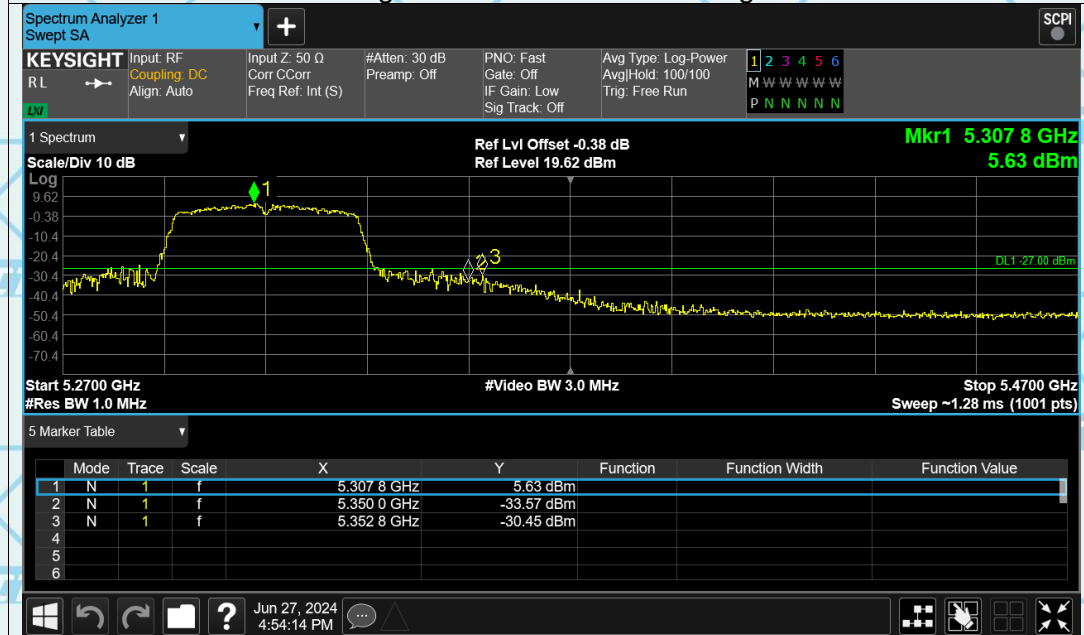 Spectrum Analyzer 1
Swept SA
+
SCPI
KEYSIGHT
RL
LXI
Input: RF
Coupling: DC
Align: Auto
Input Z: 50 Ω
Corr CCorr
Freq Ref: Int (S)
#Atten: 30 dB
Preamp: Off
PNO: Fast
Gate: Off
IF Gain: Low
Sig Track: Off
Avg Type: Log-Power
Avg|Hold: 100/100
Trig: Free Run
1 2 3 4 5 6
M W W W W W
P N N N N N
1 Spectrum
Scale/Div 10 dB
Ref Lvl Offset -0.38 dB
Ref Level 19.62 dBm
Mkr1 5.307 8 GHz
5.63 dBm
Log
9.62
-0.38
-10.4
-20.4
-30.4
-40.4
-50.4
-60.4
-70.4
1
3
DL1 -27.00 dBm
Start 5.2700 GHz
#Res BW 1.0 MHz
#Video BW 3.0 MHz
Stop 5.4700 GHz
Sweep ~1.28 ms (1001 pts)
5 Marker Table
Mode Trace Scale X Y Function Function Width Function Value
1 N 1 f 5.307 8 GHz 5.63 dBm
2 N 1 f 5.350 0 GHz -33.57 dBm
3 N 1 f 5.352 8 GHz -30.45 dBm
4
5
6
?
Jun 27, 2024
4:54:14 PM